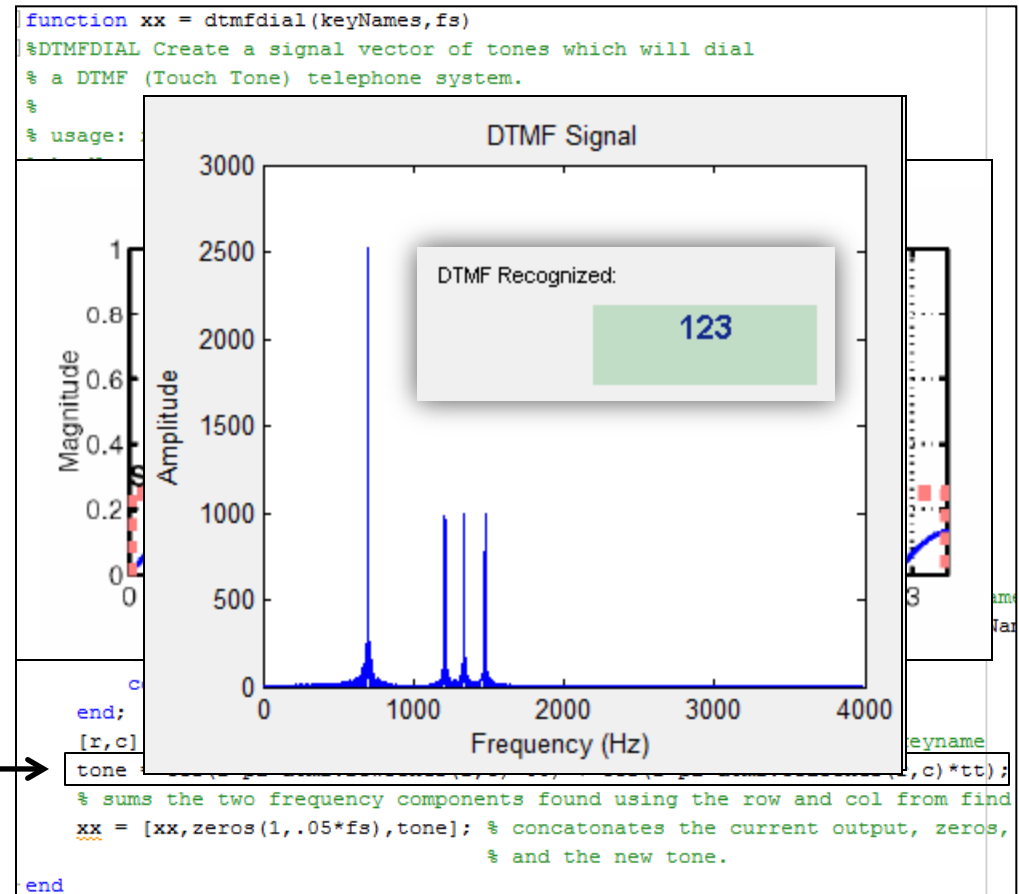 function xx = dtmfdial(keyNames,fs)
%DTMFDIAL Create a signal vector of tones which will dial
% a DTMF (Touch Tone) telephone system.
%
% usage:
DTMF Signal
3000
2500
2000
1500
1000
500
0
Amplitude
0
1000
2000
3000
4000
Frequency (Hz)
DTMF Recognized:
123
1
0.8
0.6
0.4
0.2
0
Magnitude
0
3
end;
[r,c]
keyname
tone
,c)*tt);
% sums the two frequency components found using the row and col from find
xx = [xx,zeros(1,.05*fs),tone]; % concatonates the current output, zeros,
% and the new tone.
end